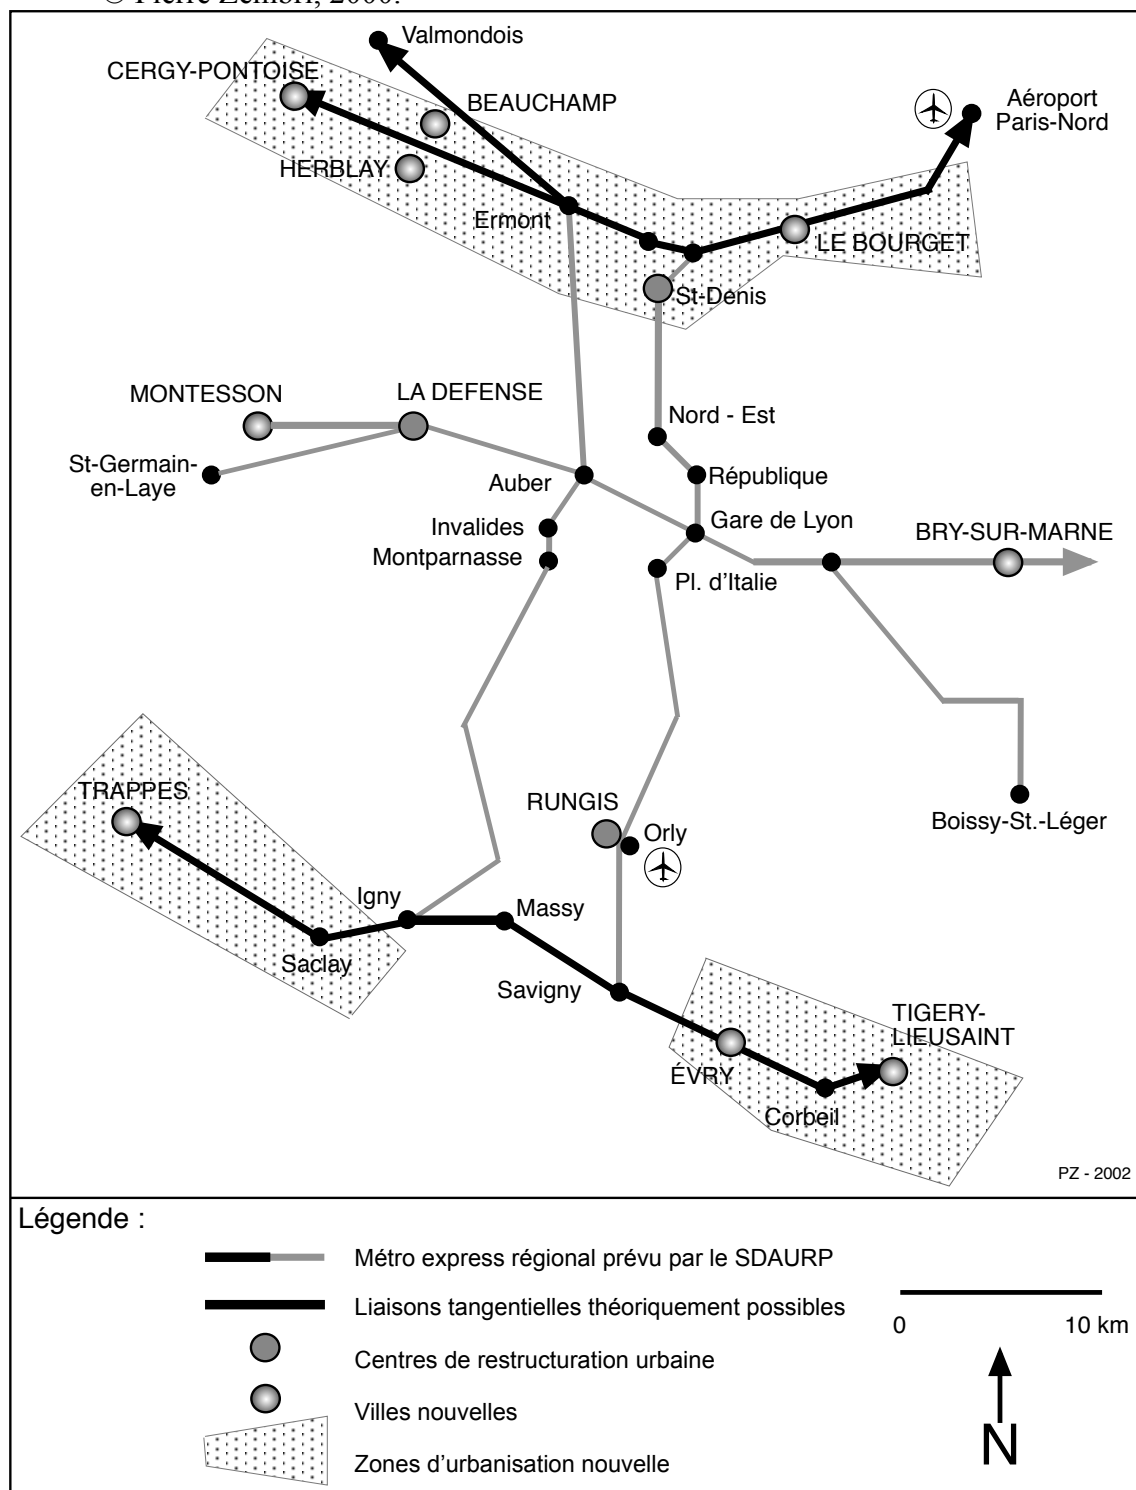 © Pierre Zembri, 2000.
Valmondois
CERGY-PONTOISE
BEAUCHAMP
Aéroport
Paris-Nord
HERBLAY
Ermont
LE BOURGET
St-Denis
MONTESSON
LA DEFENSE
Nord - Est
St-Germain-
en-Laye
Auber
République
Invalides
Gare de Lyon
BRY-SUR-MARNE
Montparnasse
Pl. d'Italie
TRAPPES
RUNGIS
Orly
Boissy-St.-Léger
Igny
Massy
Saclay
Savigny
TIGERY-
LIEUSAINT
ÉVRY
Corbeil
PZ - 2002
Légende :
Métro express régional prévu par le SDAURP
Liaisons tangentielles théoriquement possibles
0 10 km
Centres de restructuration urbaine
Villes nouvelles
N
Zones d'urbanisation nouvelle